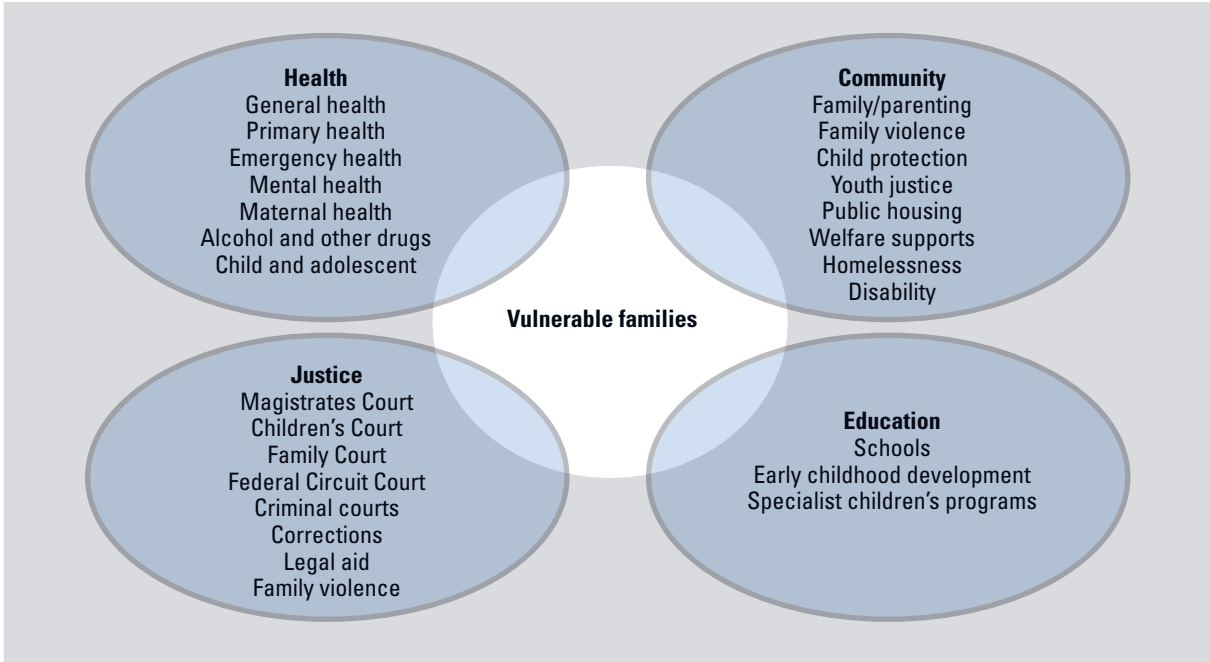 Health
General health
Primary health
Emergency health
Mental health
Maternal health
Alcohol and other drugs
Child and adolescent
Community
Family/parenting
Family violence
Child protection
Youth justice
Public housing
Welfare supports
Homelessness
Disability
Vulnerable families
Justice
Magistrates Court
Children’s Court
Family Court
Federal Circuit Court
Criminal courts
Corrections
Legal aid
Family violence
Education
Schools
Early childhood development
Specialist children’s programs